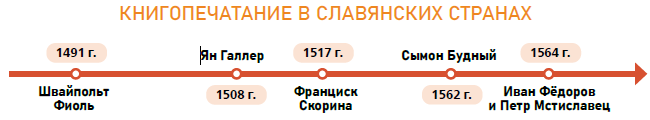 КНИГОПЕЧАТАНИЕ В СЛАВЯНСКИХ СТРАНАХ
1491 г.
Швайпольт
Фиоль
Ян Галлер
1508 г.
1517 г.
Франциск
Скорина
Сымон Будный
1562 г.
1564 г.
Иван Фёдоров
и Петр Мстиславец